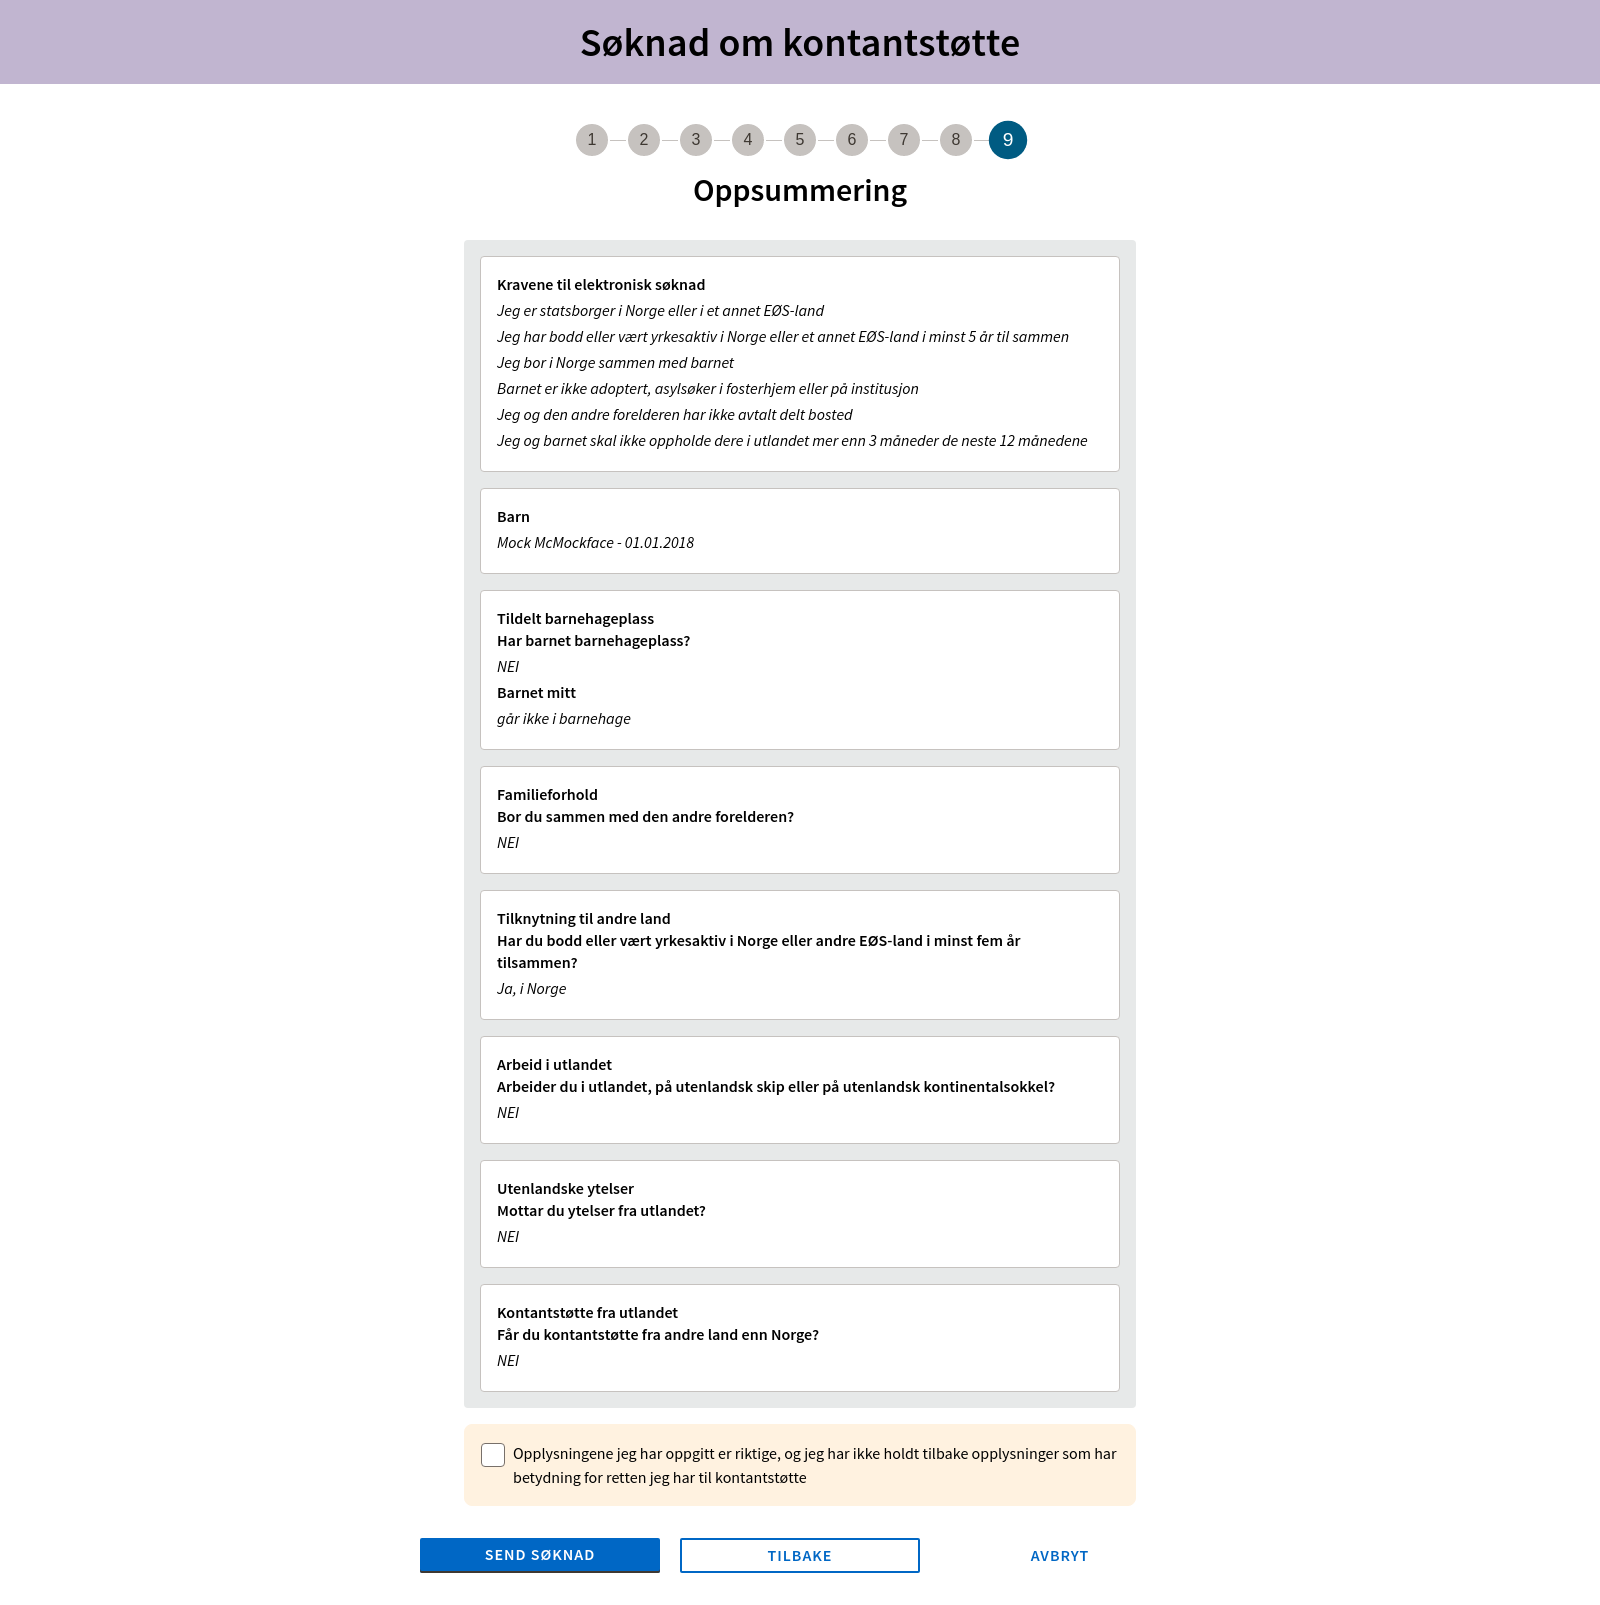 Søknad om kontantstøtte
1 2 3 4 5 6 7 8 9
Oppsummering
Kravene til elektronisk søknad
Jeg er statsborger i Norge eller i et annet EØS-land
Jeg har bodd eller vært yrkesaktiv i Norge eller et annet EØS-land i minst 5 år til sammen
Jeg bor i Norge sammen med barnet
Barnet er ikke adoptert, asylsøker i fosterhjem eller på institusjon
Jeg og den andre forelderen har ikke avtalt delt bosted
Jeg og barnet skal ikke oppholde dere i utlandet mer enn 3 måneder de neste 12 månedene
Barn
Mock McMockface - 01.01.2018
Tildelt barnehageplass
Har barnet barnehageplass?
NEI
Barnet mitt
går ikke i barnehage
Familieforhold
Bor du sammen med den andre forelderen?
NEI
Tilknytning til andre land
Har du bodd eller vært yrkesaktiv i Norge eller andre EØS-land i minst fem år
tilsammen?
Ja, i Norge
Arbeid i utlandet
Arbeider du i utlandet, på utenlandsk skip eller på utenlandsk kontinentalsokkel?
NEI
Utenlandske ytelser
Mottar du ytelser fra utlandet?
NEI
Kontantstøtte fra utlandet
Får du kontantstøtte fra andre land enn Norge?
NEI
Opplysningene jeg har oppgitt er riktige, og jeg har ikke holdt tilbake opplysninger som har
betydning for retten jeg har til kontantstøtte
SEND SØKNAD TILBAKE AVBRYT